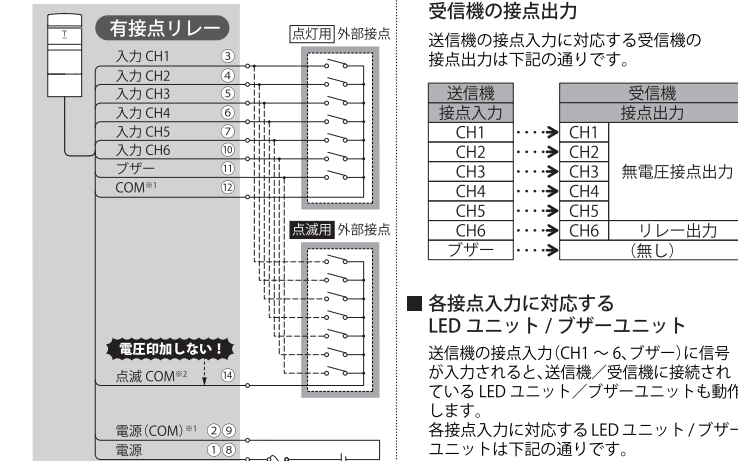 有接点リレー
点灯用 外部接点
入力 CH1 ③
入力 CH2 ④
入力 CH3 ⑤
入力 CH4 ⑥
入力 CH5 ⑦
入力 CH6 ⑩
ブザー ⑪
COM※1 ⑫
点滅用 外部接点
電圧印加しない!
点滅 COM※2 ⑭
電源(COM)※1 ②⑨
電源 ①⑧
受信機の接点出力
送信機の接点入力に対応する受信機の
接点出力は下記の通りです。
送信機 受信機
接点入力 接点出力
CH1 CH1
CH2 CH2
CH3 CH3 無電圧接点出力
CH4 CH4
CH5 CH5
CH6 CH6 リレー出力
ブザー (無し)
■ 各接点入力に対応する
LED ユニット / ブザーユニット
送信機の接点入力(CH1 ～ 6、ブザー)に信号
が入力されると、送信機／受信機に接続され
ている LED ユニット／ブザーユニットも動作
します。
各接点入力に対応する LED ユニット / ブザー
ユニットは下記の通りです。